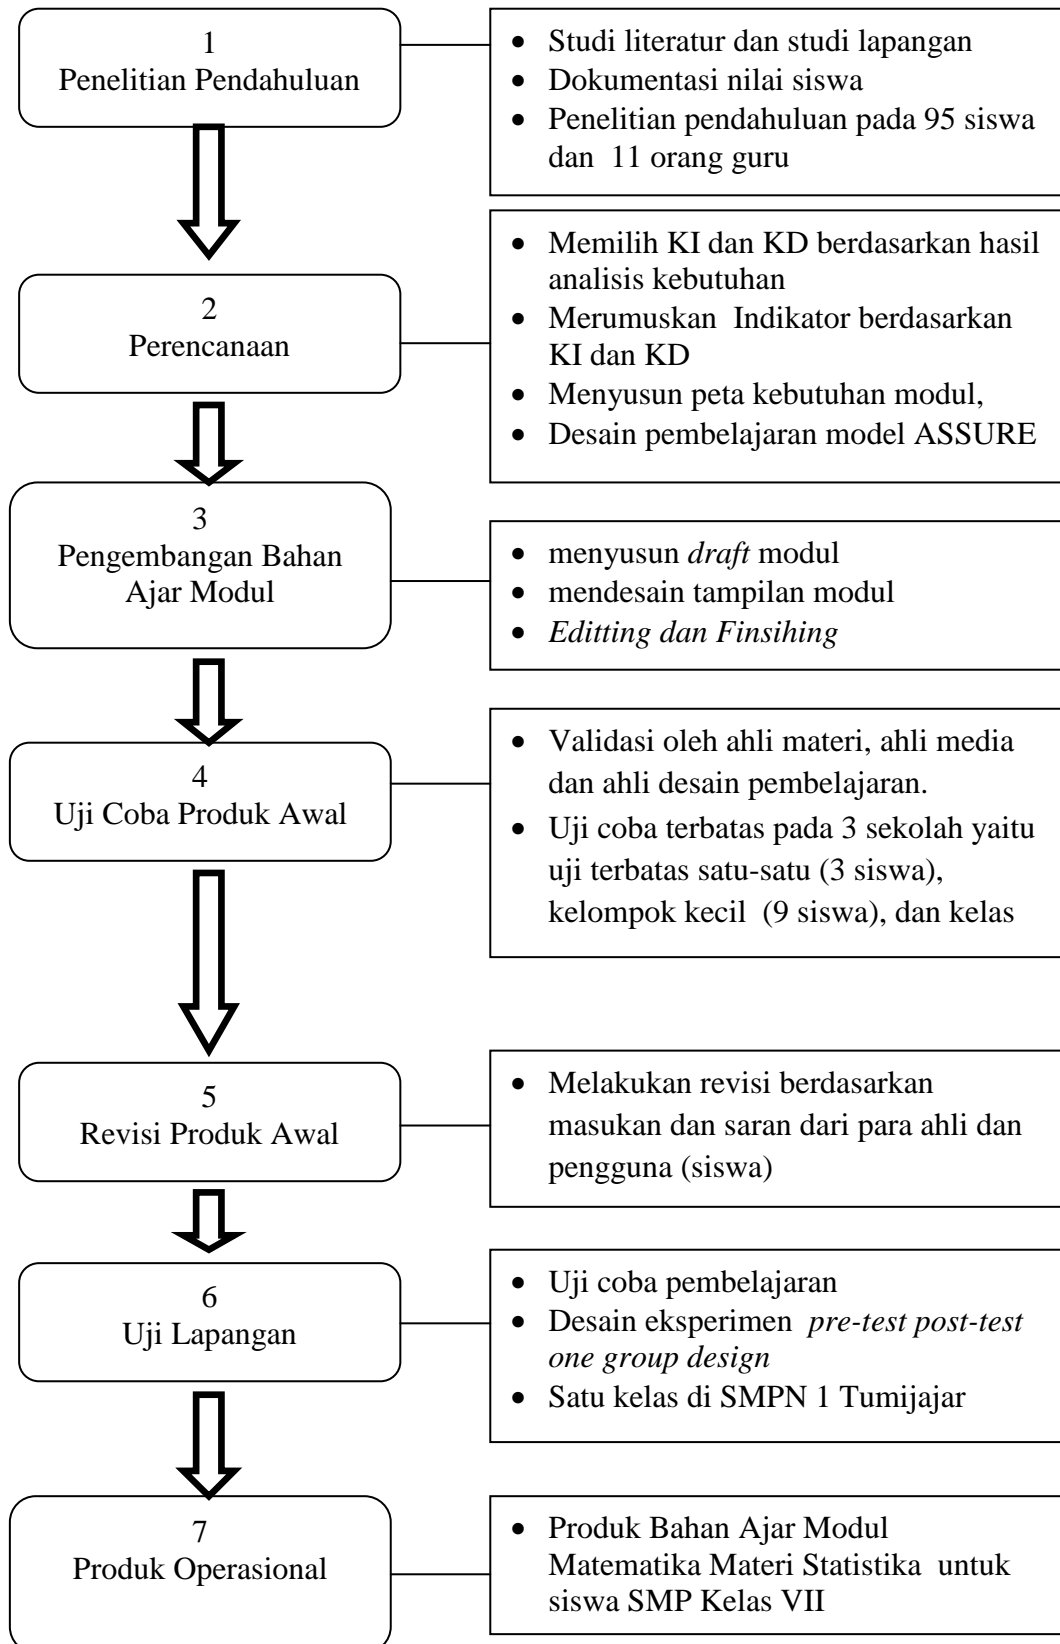 1
Penelitian Pendahuluan
• Studi literatur dan studi lapangan
• Dokumentasi nilai siswa
• Penelitian pendahuluan pada 95 siswa
dan 11 orang guru
2
Perencanaan
• Memilih KI dan KD berdasarkan hasil
analisis kebutuhan
• Merumuskan Indikator berdasarkan
KI dan KD
• Menyusun peta kebutuhan modul,
• Desain pembelajaran model ASSURE
3
Pengembangan Bahan
Ajar Modul
• menyusun draft modul
• mendesain tampilan modul
• Editting dan Finsihing
4
Uji Coba Produk Awal
• Validasi oleh ahli materi, ahli media
dan ahli desain pembelajaran.
• Uji coba terbatas pada 3 sekolah yaitu
uji terbatas satu-satu (3 siswa),
kelompok kecil (9 siswa), dan kelas
5
Revisi Produk Awal
• Melakukan revisi berdasarkan
masukan dan saran dari para ahli dan
pengguna (siswa)
6
Uji Lapangan
• Uji coba pembelajaran
• Desain eksperimen pre-test post-test
one group design
• Satu kelas di SMPN 1 Tumijajar
7
Produk Operasional
• Produk Bahan Ajar Modul
Matematika Materi Statistika untuk
siswa SMP Kelas VII